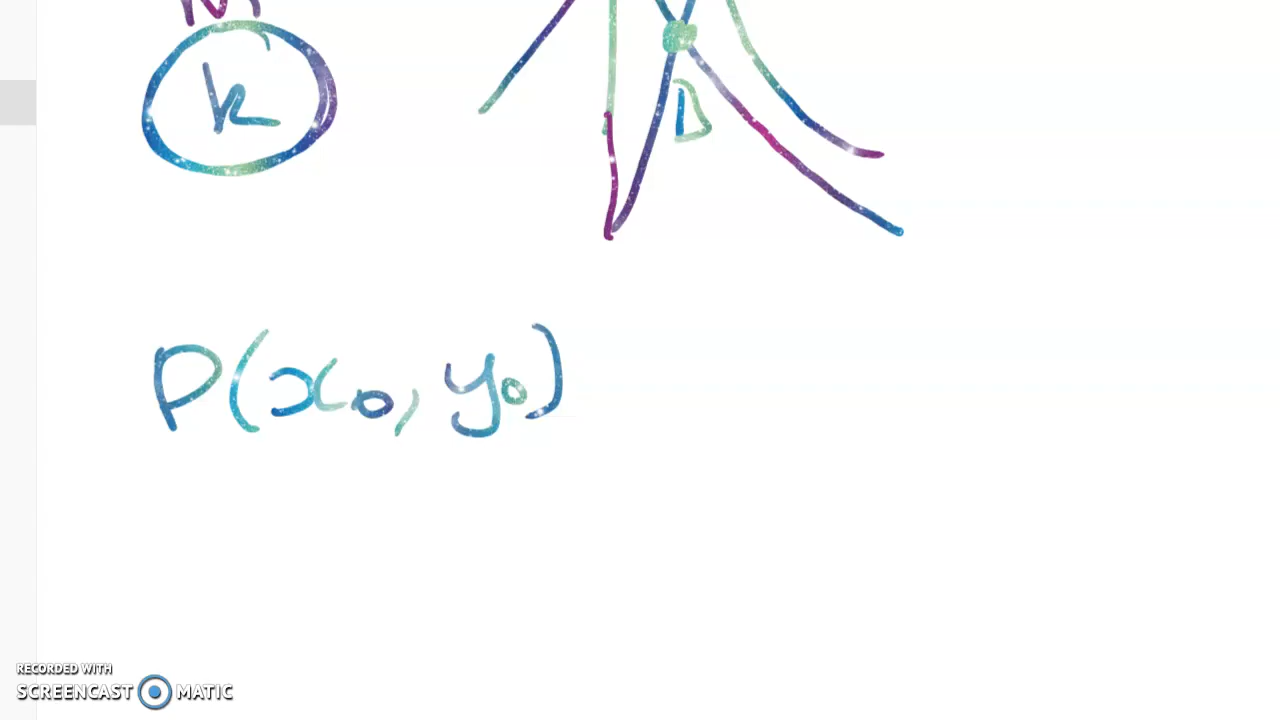 k
P
P(x₀, y₀)
RECORDED WITH
SCREENCAST MATIC